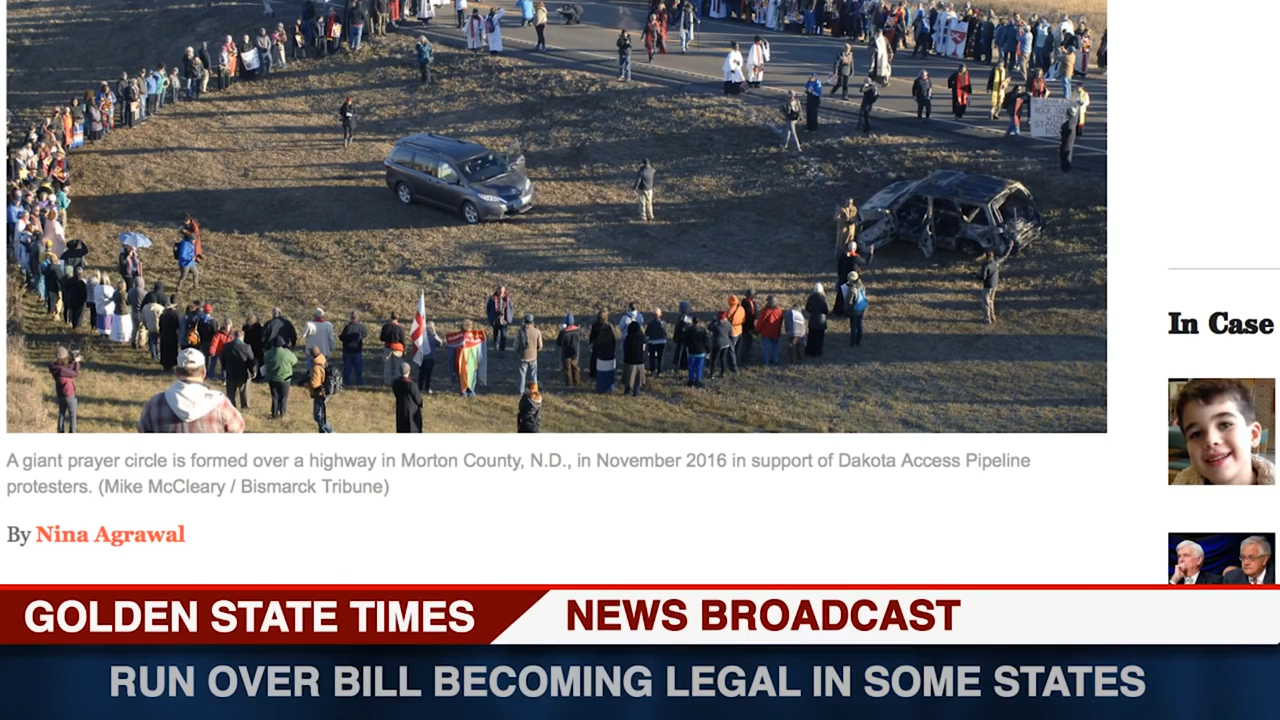 A giant prayer circle is formed over a highway in Morton County, N.D., in November 2016 in support of Dakota Access Pipeline
protesters. (Mike McCleary / Bismarck Tribune)
By Nina Agrawal
In Case
GOLDEN STATE TIMES
NEWS BROADCAST
RUN OVER BILL BECOMING LEGAL IN SOME STATES